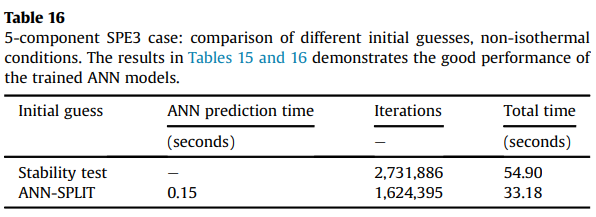 Table 16
5-component SPE3 case: comparison of different initial guesses, non-isothermal
conditions. The results in Tables 15 and 16 demonstrates the good performance of
the trained ANN models.
Initial guess ANN prediction time Iterations Total time
(seconds) – (seconds)
Stability test – 2,731,886 54.90
ANN-SPLIT 0.15 1,624,395 33.18